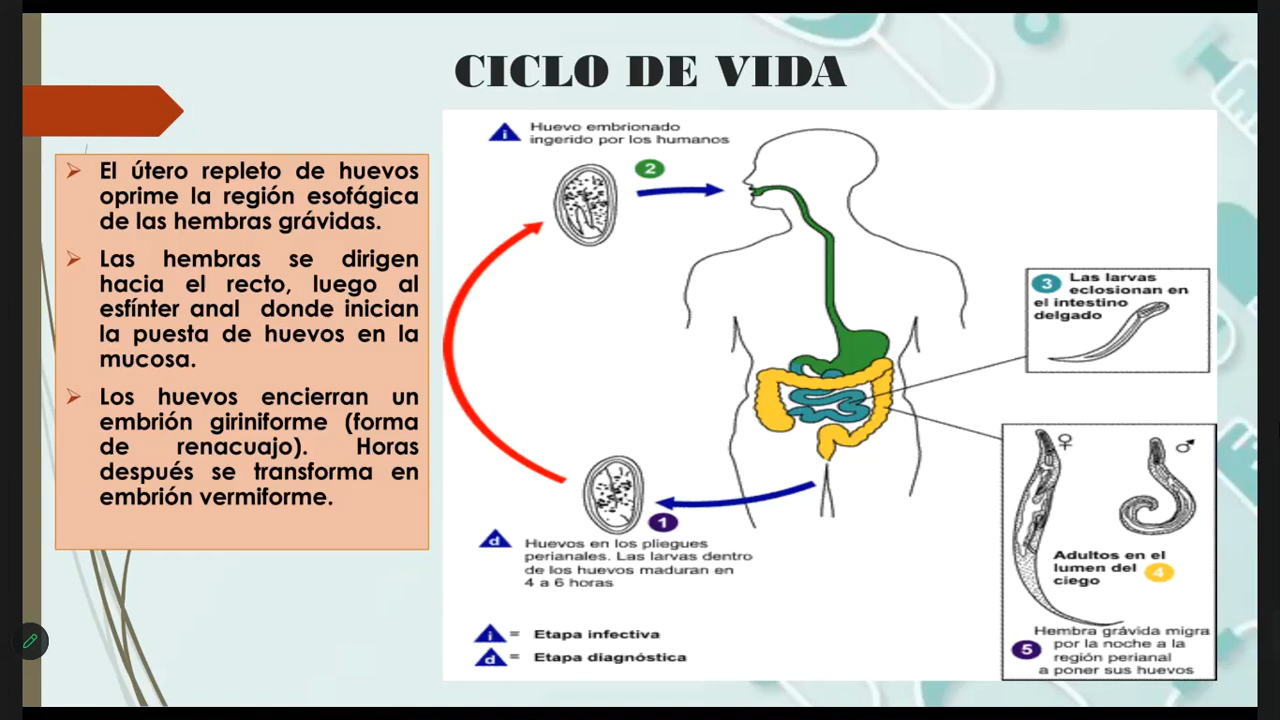 CICLO DE VIDA
El útero repleto de huevos
oprime la región esofágica
de las hembras grávidas.
Las hembras se dirigen
hacia el recto, luego al
esfínter anal donde inician
la puesta de huevos en la
mucosa.
Los huevos encierran un
embrión giriniforme (forma
de renacuajo). Horas
después se transforma en
embrión vermiforme.
i Huevo embrionado
ingerido por los humanos
2
3 Las larvas
eclosionan en
el intestino
delgado
1
d Huevos en los pliegues
perianales. Las larvas dentro
de los huevos maduran en
4 a 6 horas
♀ ♂
Adultos en el
lumen del
ciego 4
5 Hembra grávida migra
por la noche a la
región perianal
a poner sus huevos
i = Etapa infectiva
d = Etapa diagnóstica